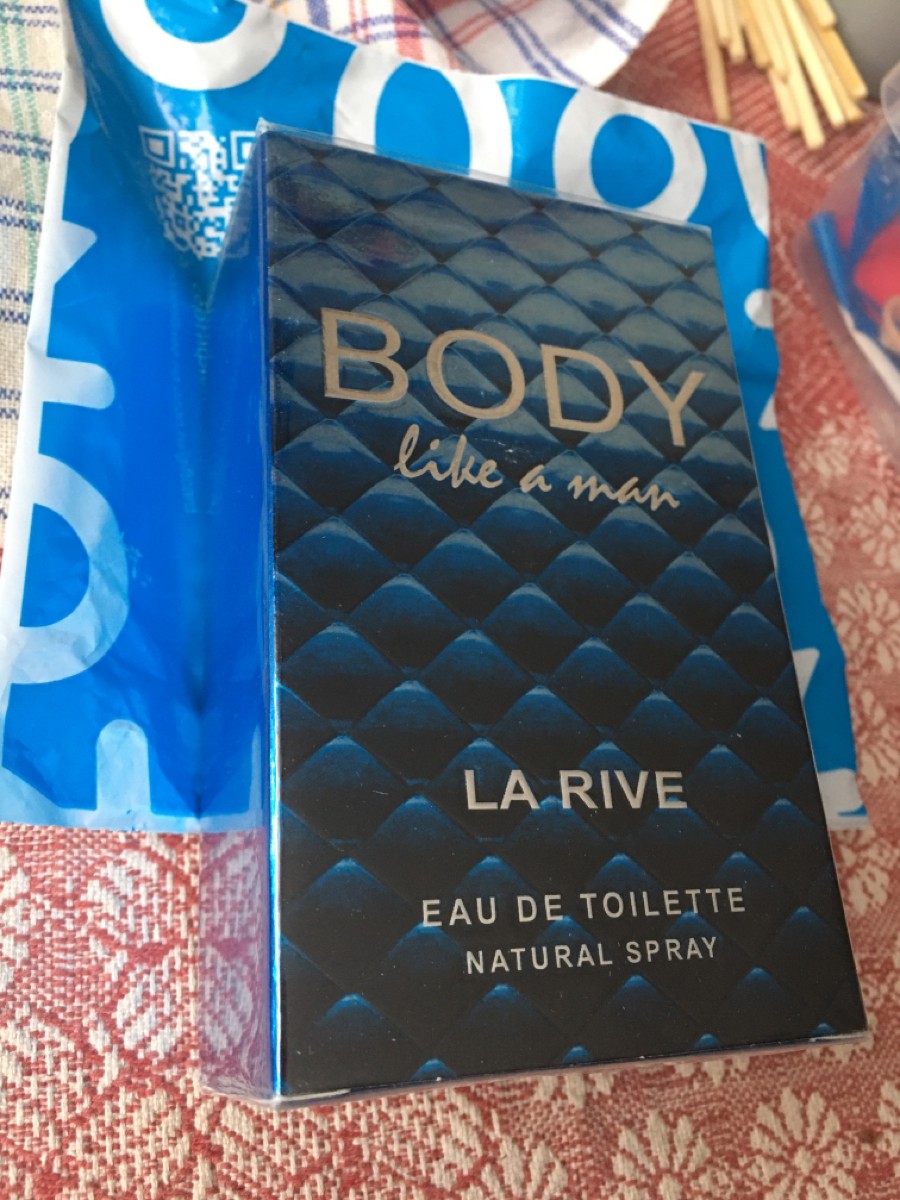 BODY
like a man
LA RIVE
EAU DE TOILETTE
NATURAL SPRAY